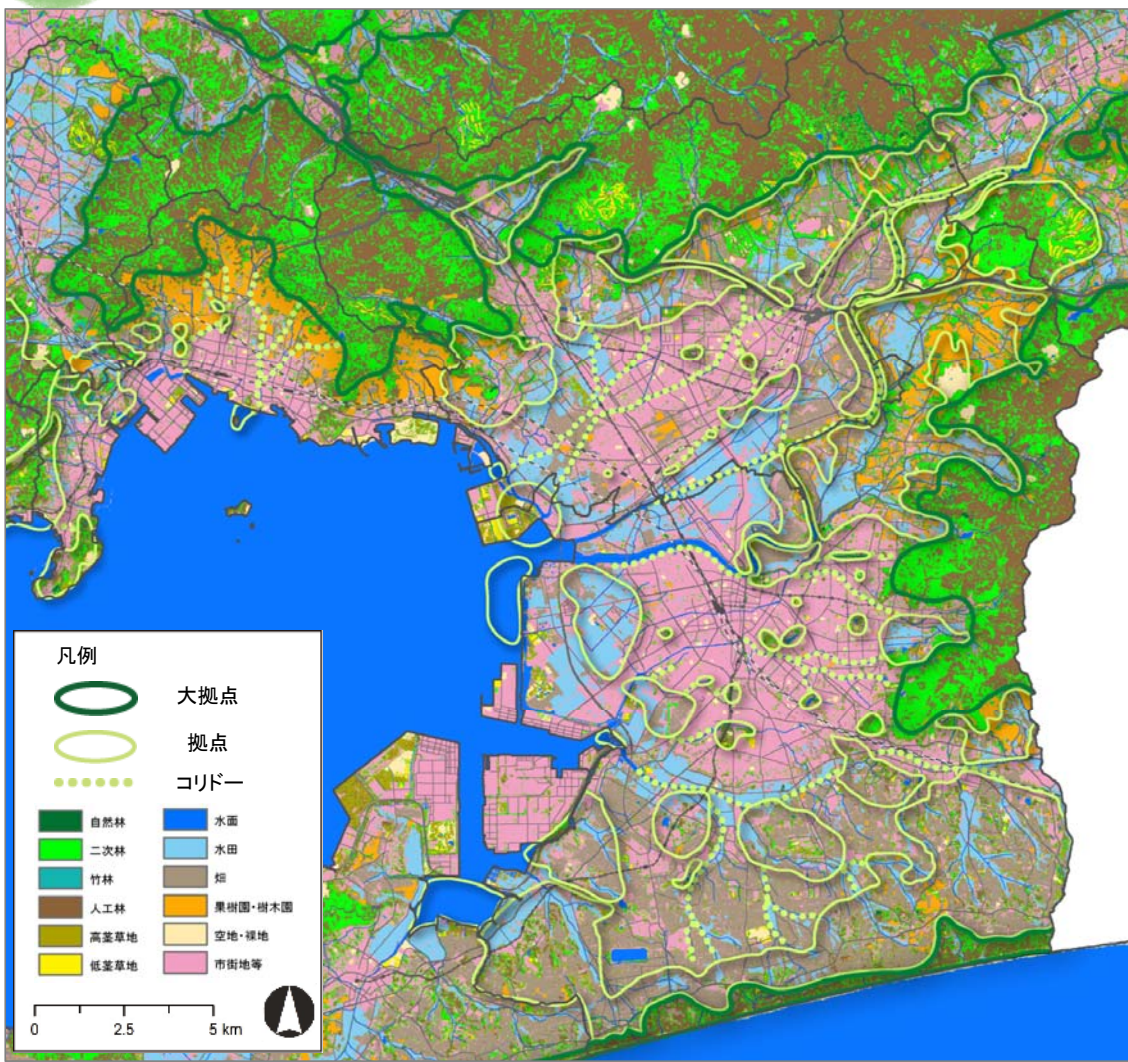 凡例
大拠点
拠点
コリドー
自然林 水面
二次林 水田
竹林 畑
人工林 果樹園・樹木園
高茎草地 空地・裸地
低茎草地 市街地等
0 2.5 5 km